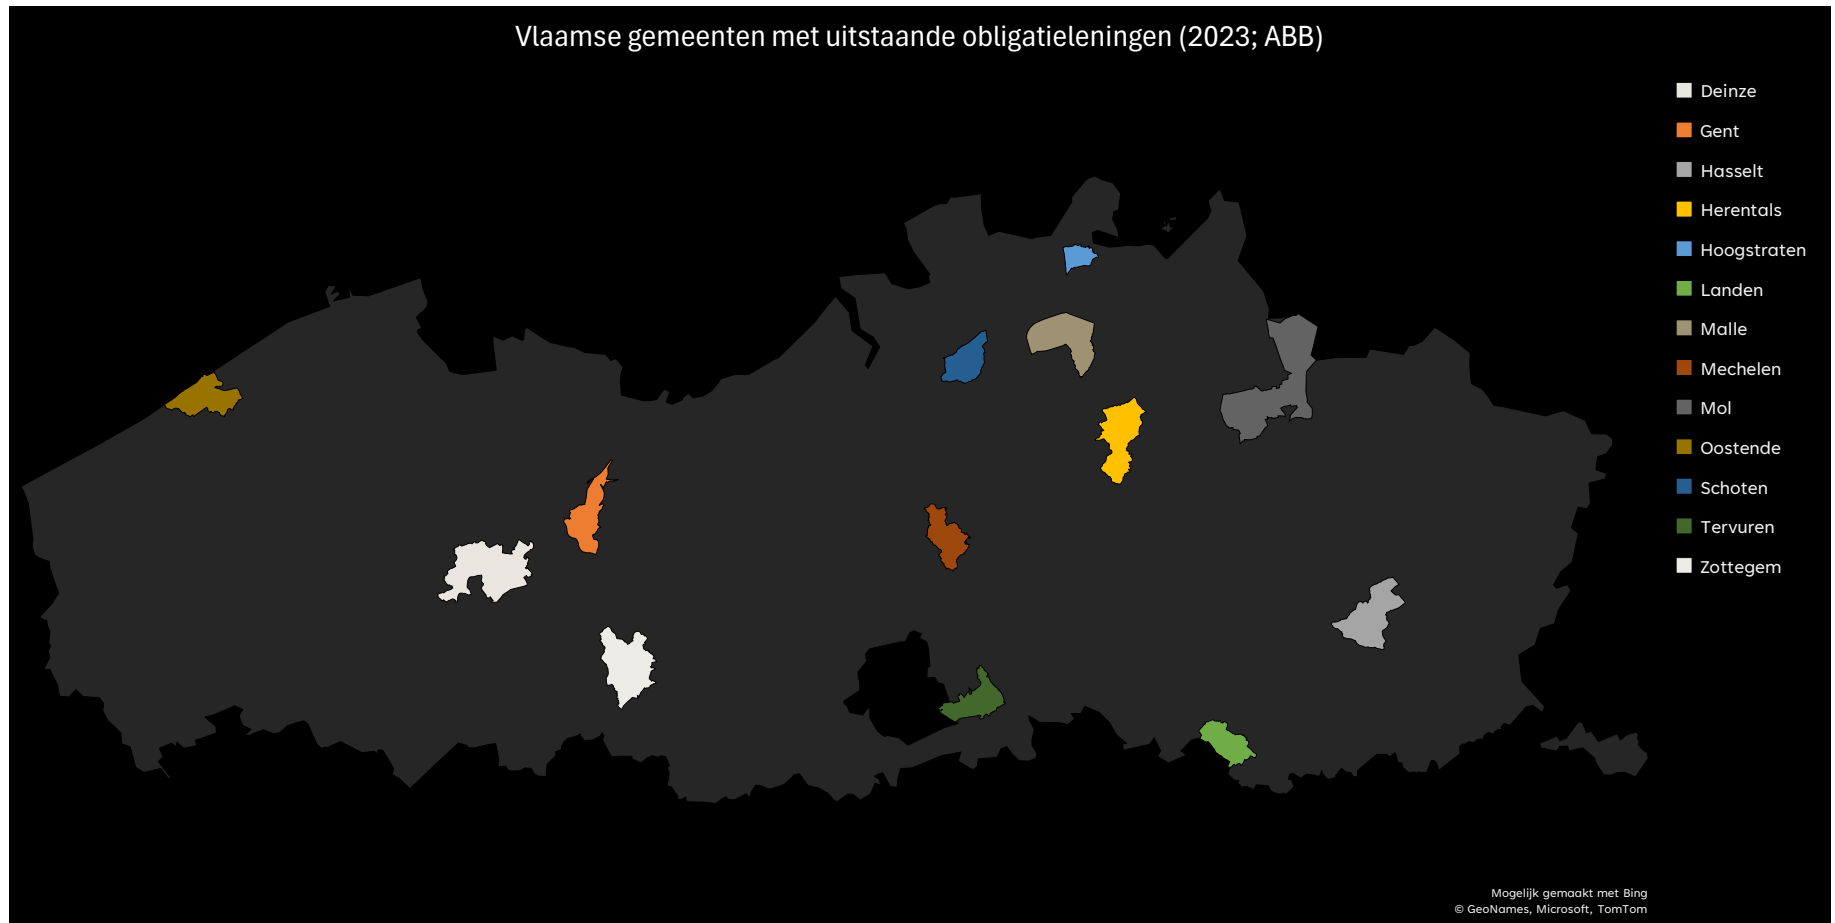 Vlaamse gemeenten met uitstaande obligatieleningen (2023; ABB)
Deinze
Gent
Hasselt
Herentals
Hoogstraten
Landen
Malle
Mechelen
Mol
Oostende
Schoten
Tervuren
Zottegem
Mogelijk gemaakt met Bing
© GeoNames, Microsoft, TomTom